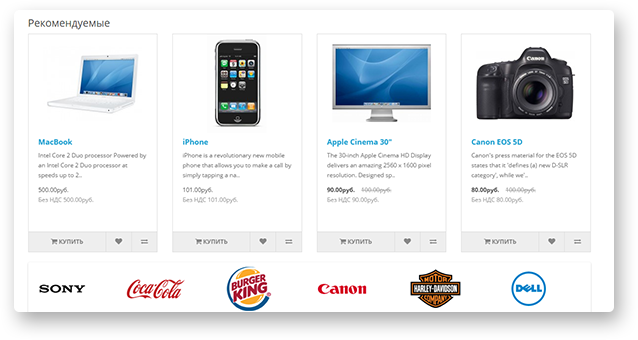 Рекомендуемые
Canon
MacBook
Intel Core 2 Duo processor Powered by
an Intel Core 2 Duo processor at
speeds up to 2..
500.00руб.
Без НДС 500.00руб.
КУПИТЬ
iPhone
iPhone is a revolutionary new mobile
phone that allows you to make a call by
simply tapping a na..
101.00руб.
Без НДС 101.00руб.
КУПИТЬ
Apple Cinema 30"
The 30-inch Apple Cinema HD Display
delivers an amazing 2560 x 1600 pixel
resolution. Designed sp..
90.00руб. 100.00руб.
Без НДС 90.00руб.
КУПИТЬ
Canon EOS 5D
Canon's press material for the EOS 5D
states that it 'defines (a) new D-SLR
category', while we'..
80.00руб. 100.00руб.
Без НДС 80.00руб.
КУПИТЬ
SONY
Coca-Cola
BURGER
KING
Canon
MOTOR
HARLEY-DAVIDSON
COMPANY
DELL